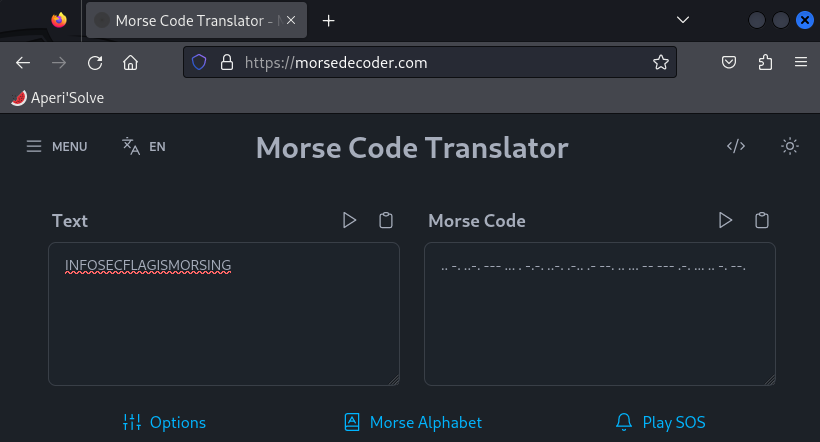 Morse Code Translator - M
https://morsedecoder.com
Aperi'Solve
MENU
EN
Morse Code Translator
Text
Morse Code
INFOSECFLAGISMORSING
.. -. ..-. --- ... . -.-. ..-. .-.. .- --. .. ... -- --- .-. ... .. -. --.
Options
Morse Alphabet
Play SOS